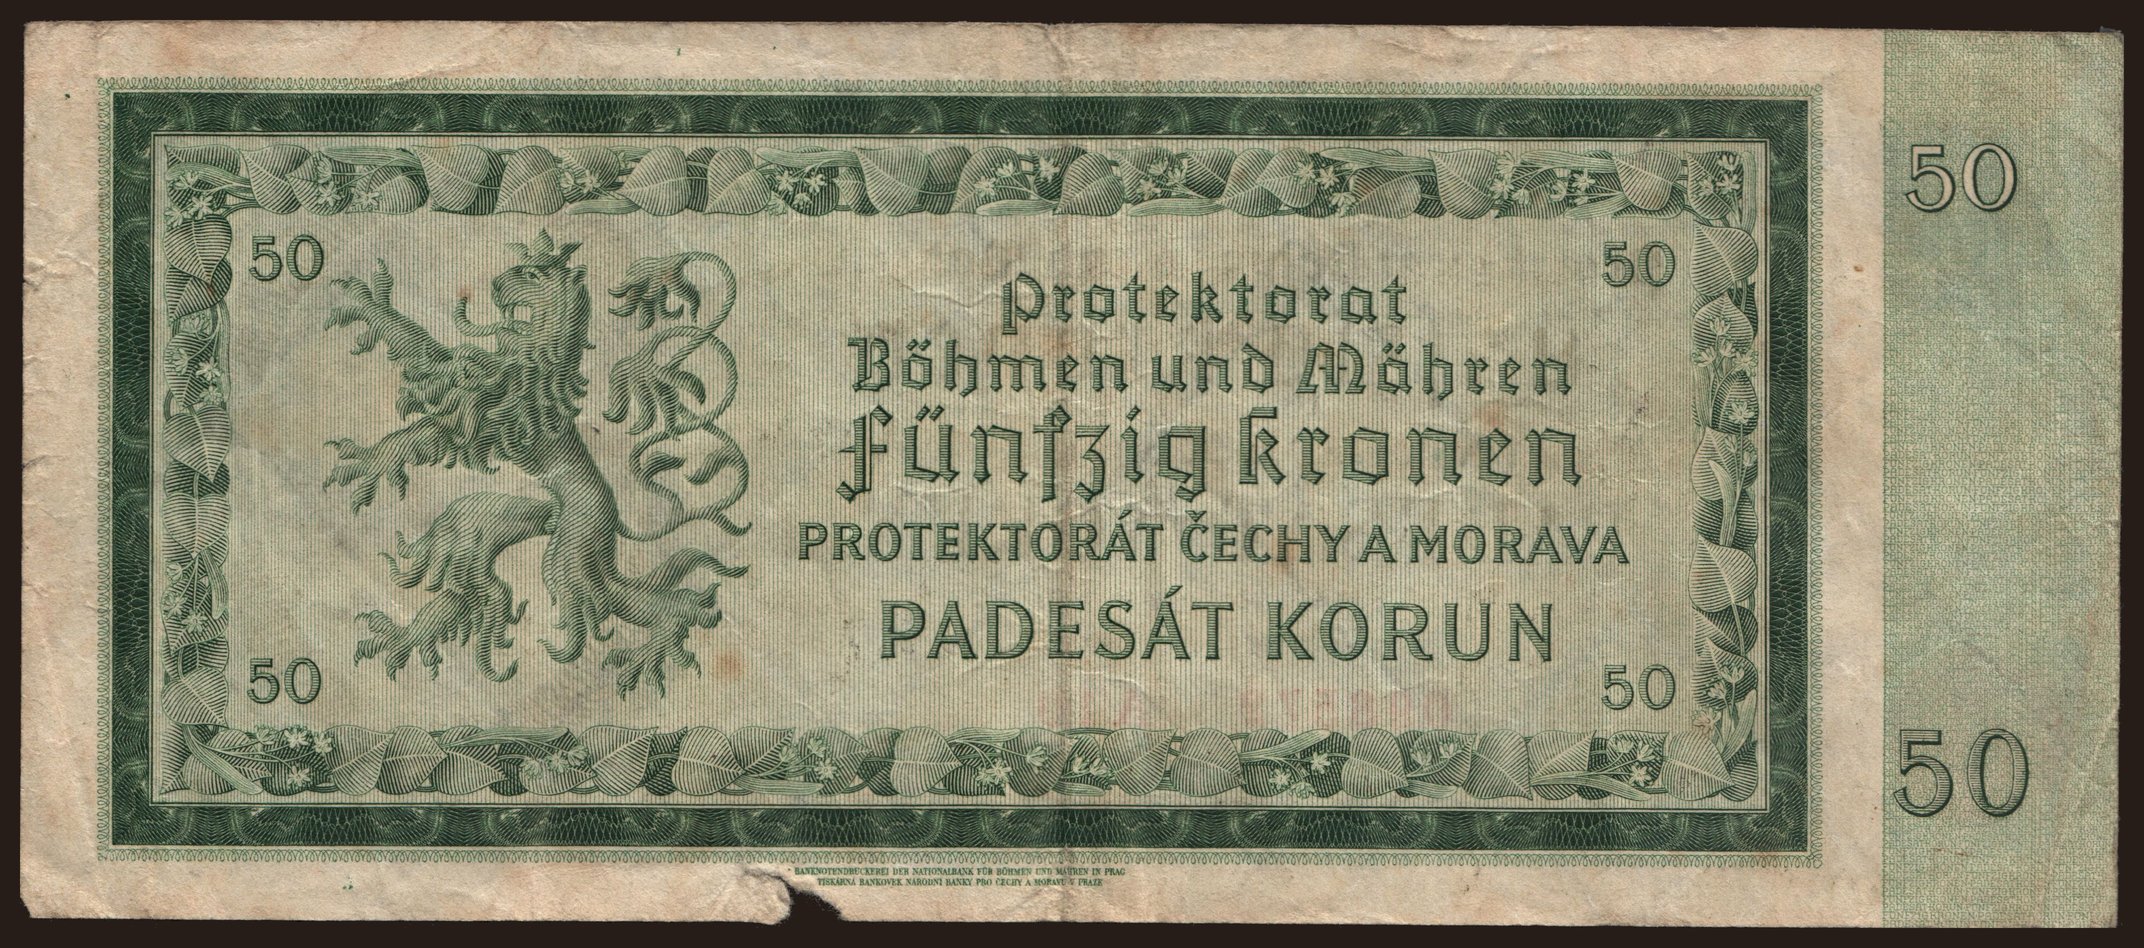 50
50
50
Protektorat
Böhmen und Mähren
Fünfzig Kronen
PROTEKTORÁT ČECHY A MORAVA
PADESÁT KORUN
50
50
50
BANKNOTENDRUCKEREI DER NATIONALBANK FÜR BÖHMEN UND MÄHREN IN PRAG
TISKÁRNA BANKOVEK NÁRODNÍ BANKY PRO ČECHY A MORAVU V PRAZE